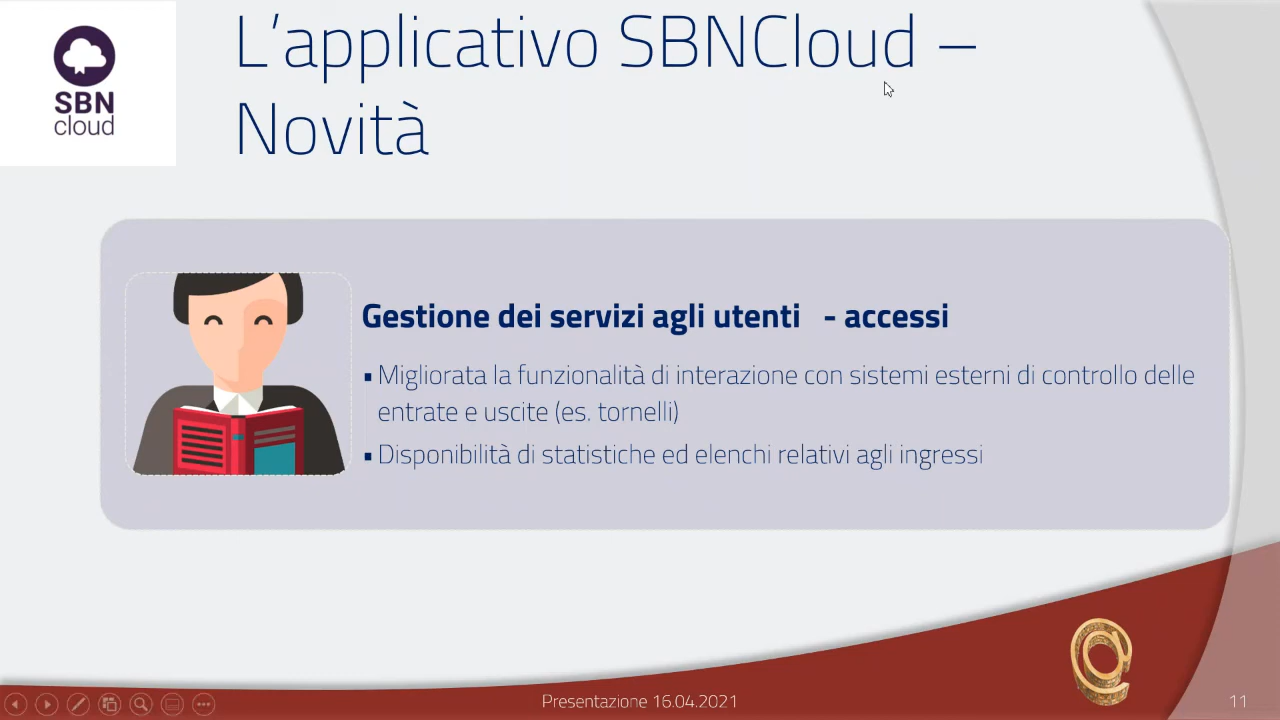 L'applicativo SBNCloud –
Novità
SBN
cloud
Gestione dei servizi agli utenti - accessi
▪ Migliorata la funzionalità di interazione con sistemi esterni di controllo delle
entrate e uscite (es. tornelli)
▪ Disponibilità di statistiche ed elenchi relativi agli ingressi
Presentazione 16.04.2021
11